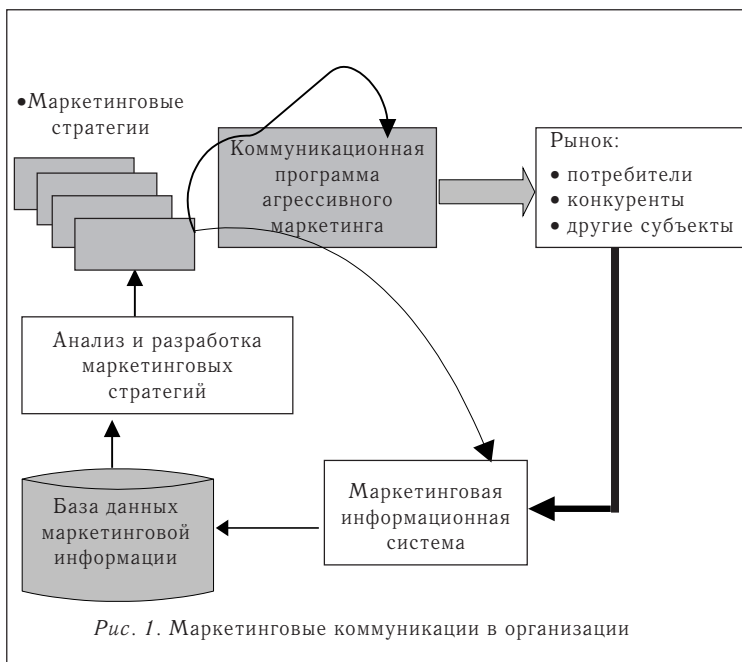 •Маркетинговые
стратегии
Коммуникационная
программа
агрессивного
маркетинга
Рынок:
• потребители
• конкуренты
• другие субъекты
Анализ и разработка
маркетинговых
стратегий
База данных
маркетинговой
информации
Маркетинговая
информационная
система
Рис. 1. Маркетинговые коммуникации в организации